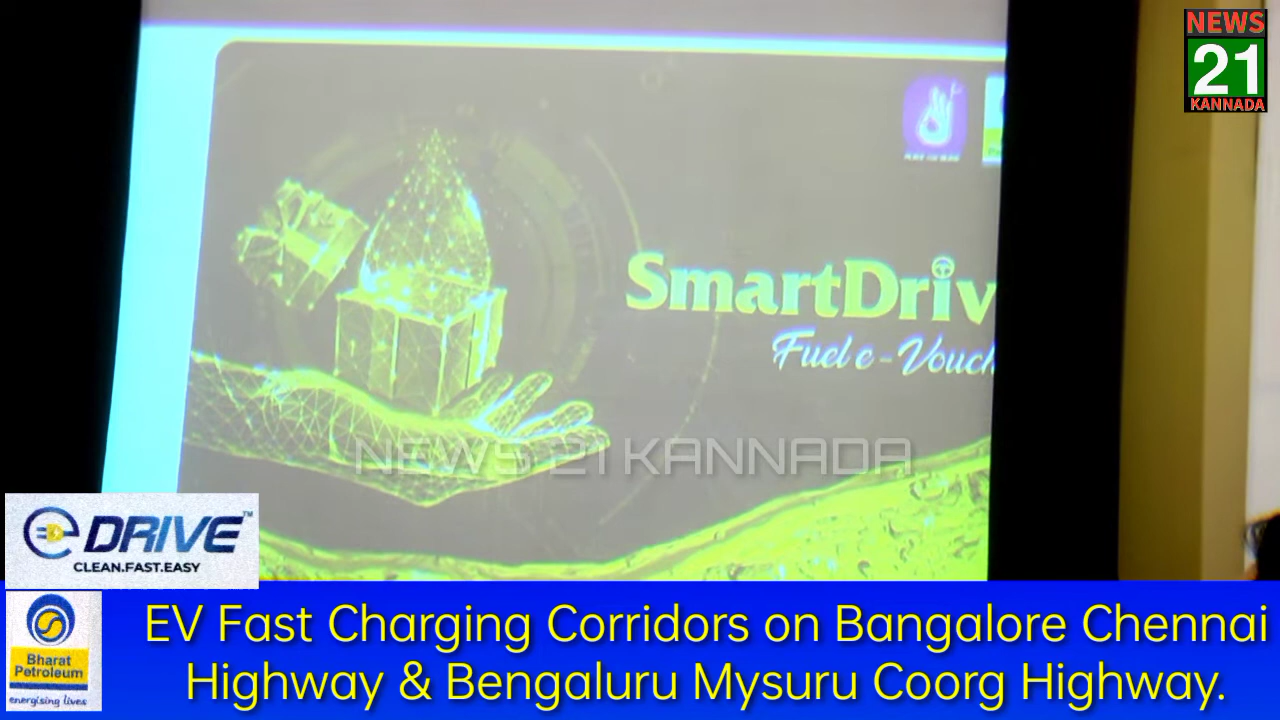 NEWS
21
KANNADA
SmartDriv
Fuel e-Vouch
NEWS 21 KANNADA
eDRIVE™
CLEAN.FAST.EASY
Bharat
Petroleum
energising lives
EV Fast Charging Corridors on Bangalore Chennai
Highway & Bengaluru Mysuru Coorg Highway.